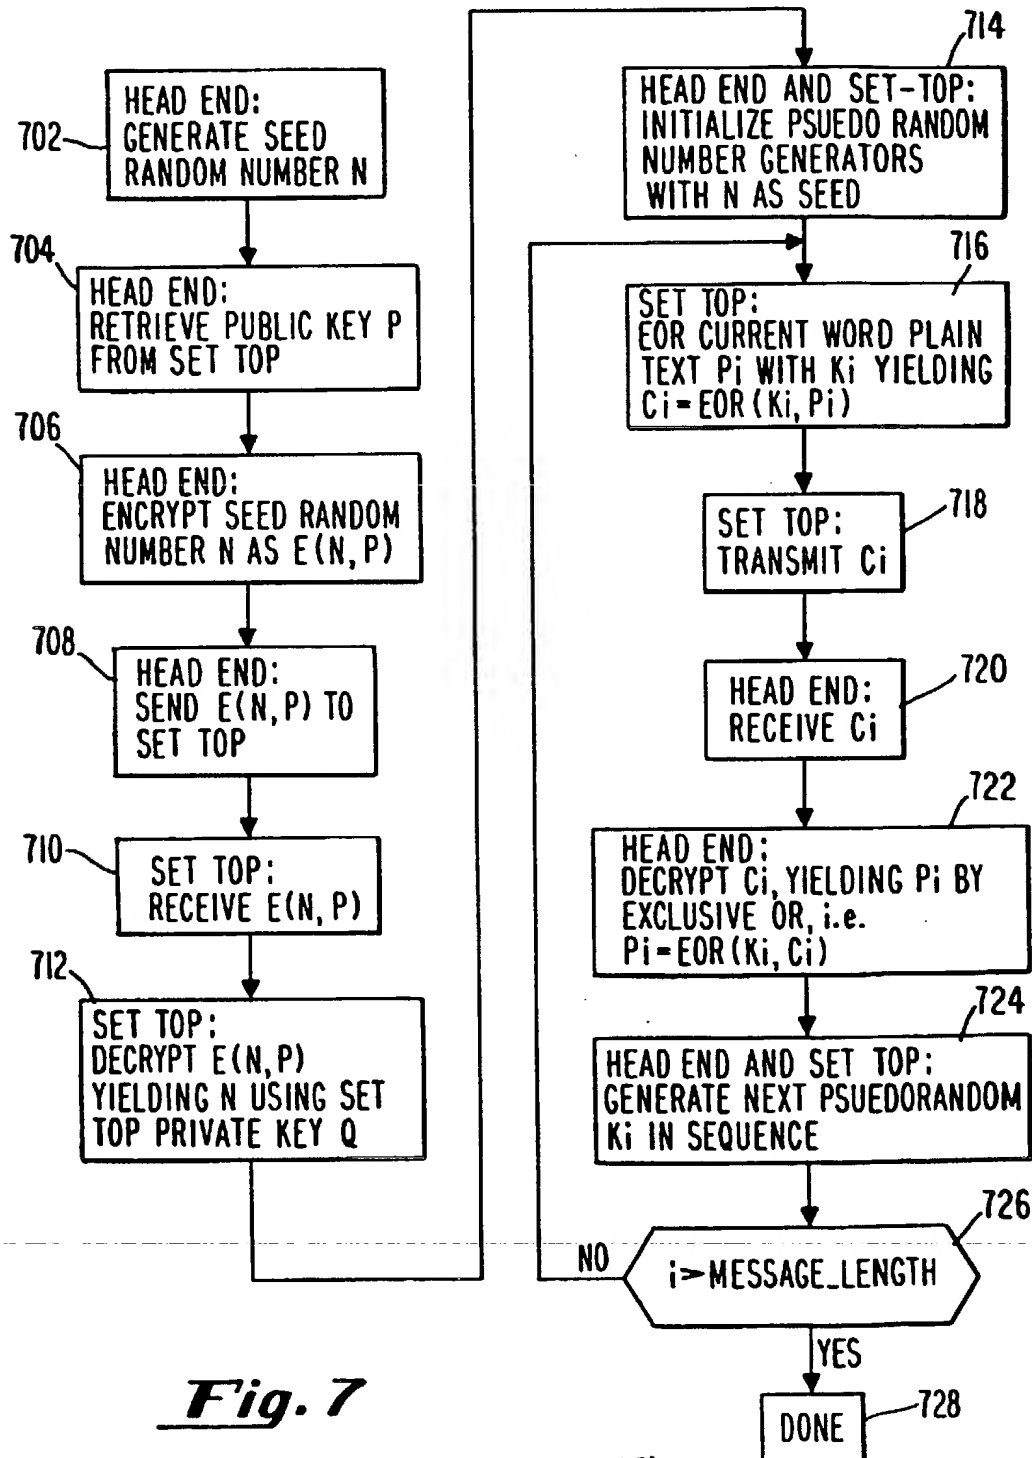 702
HEAD END:
GENERATE SEED
RANDOM NUMBER N
704
HEAD END:
RETRIEVE PUBLIC KEY P
FROM SET TOP
706
HEAD END:
ENCRYPT SEED RANDOM
NUMBER N AS E(N,P)
708
HEAD END:
SEND E(N,P) TO
SET TOP
710
SET TOP:
RECEIVE E(N,P)
712
SET TOP:
DECRYPT E(N,P)
YIELDING N USING SET
TOP PRIVATE KEY Q
714
HEAD END AND SET-TOP:
INITIALIZE PSUEDO RANDOM
NUMBER GENERATORS
WITH N AS SEED
716
SET TOP:
EOR CURRENT WORD PLAIN
TEXT Pi WITH Ki YIELDING
Ci=EOR(Ki,Pi)
718
SET TOP:
TRANSMIT Ci
720
HEAD END:
RECEIVE Ci
722
HEAD END:
DECRYPT Ci, YIELDING Pi BY
EXCLUSIVE OR, i.e.
Pi=EOR(Ki,Ci)
724
HEAD END AND SET TOP:
GENERATE NEXT PSUEDORANDOM
Ki IN SEQUENCE
726
i>MESSAGE_LENGTH
NO
YES
728
DONE
Fig. 7